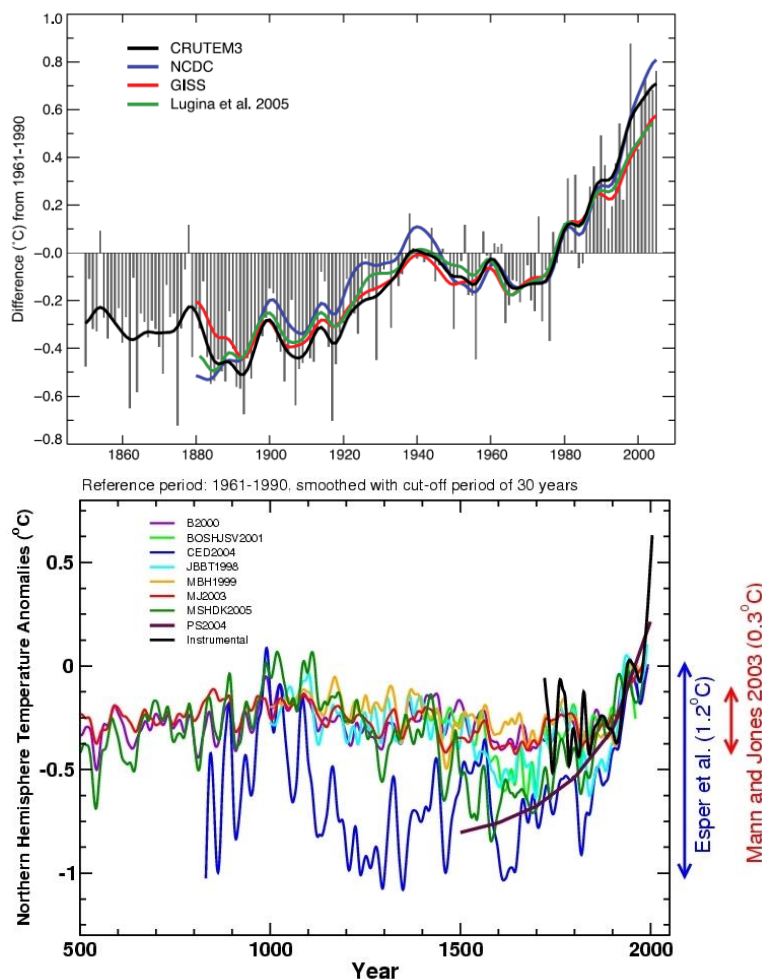 1.0
0.8
0.6
0.4
0.2
-0.0
-0.2
-0.4
-0.6
-0.8
Difference (˚C) from 1961-1990
CRUTEM3
NCDC
GISS
Lugina et al. 2005
1860 1880 1900 1920 1940 1960 1980 2000
Reference period: 1961-1990. smoothed with cut-off period of 30 years
Northern Hemisphere Temperature Anomalies (°C)
0.5
0
-0.5
-1
B2000
BOSHJSV2001
CED2004
JBBT1998
MBH1999
MJ2003
MSHDK2005
PS2004
Instrumental
500 1000 1500 2000
Year
Esper et al. (1.2°C)
Mann and Jones 2003 (0.3°C)